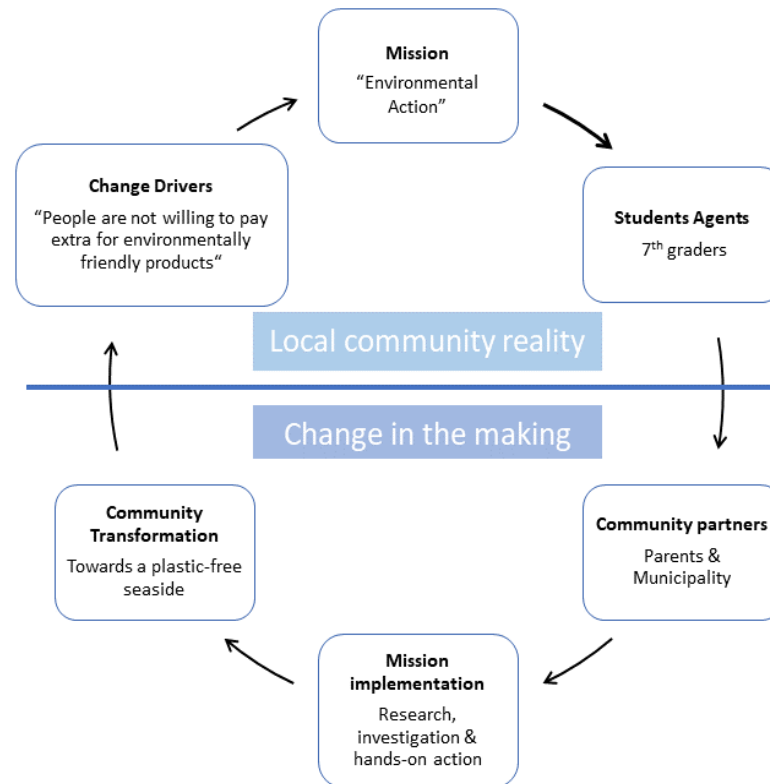 Mission
“Environmental
Action”
Change Drivers
“People are not willing to pay
extra for environmentally
friendly products“
Students Agents
7th graders
Local community reality
Change in the making
Community
Transformation
Towards a plastic-free
seaside
Community partners
Parents &
Municipality
Mission
implementation
Research,
investigation &
hands-on action